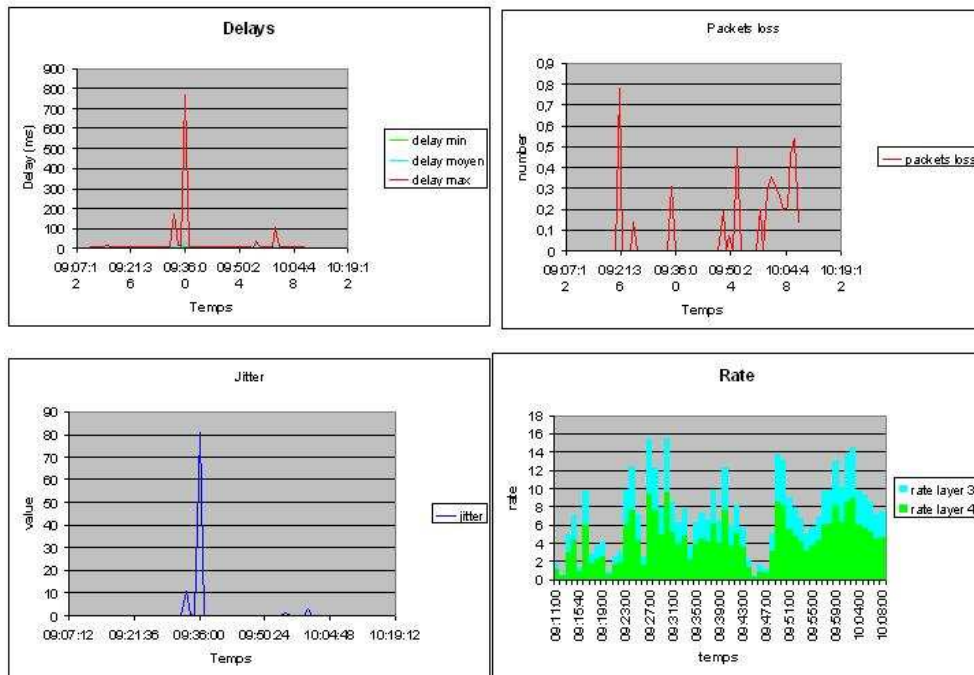 Delays
900
800
700
600
500
400
300
200
100
0
Delay (ms)
09:07:1 09:21:3 09:36:0 09:50:2 10:04:4 10:19:1
2 6 0 4 8 2
Temps
delay min
delay moyen
delay max
Packets loss
0,9
0,8
0,7
0,6
0,5
0,4
0,3
0,2
0,1
0
number
09:07:1 09:21:3 09:36:0 09:50:2 10:04:4 10:19:1
2 6 0 4 8 2
Temps
packets loss
Jitter
90
80
70
60
50
40
30
20
10
0
value
09:07:12 09:21:36 09:36:00 09:50:24 10:04:48 10:19:12
Temps
jitter
Rate
18
16
14
12
10
8
6
4
2
0
rate
09:11:00 09:15:40 09:19:00 09:23:00 09:27:00 09:31:00 09:35:00 09:39:00 09:43:00 09:47:00 09:51:00 09:55:00 09:59:00 10:04:00 10:08:00
temps
rate layer 3
rate layer 4